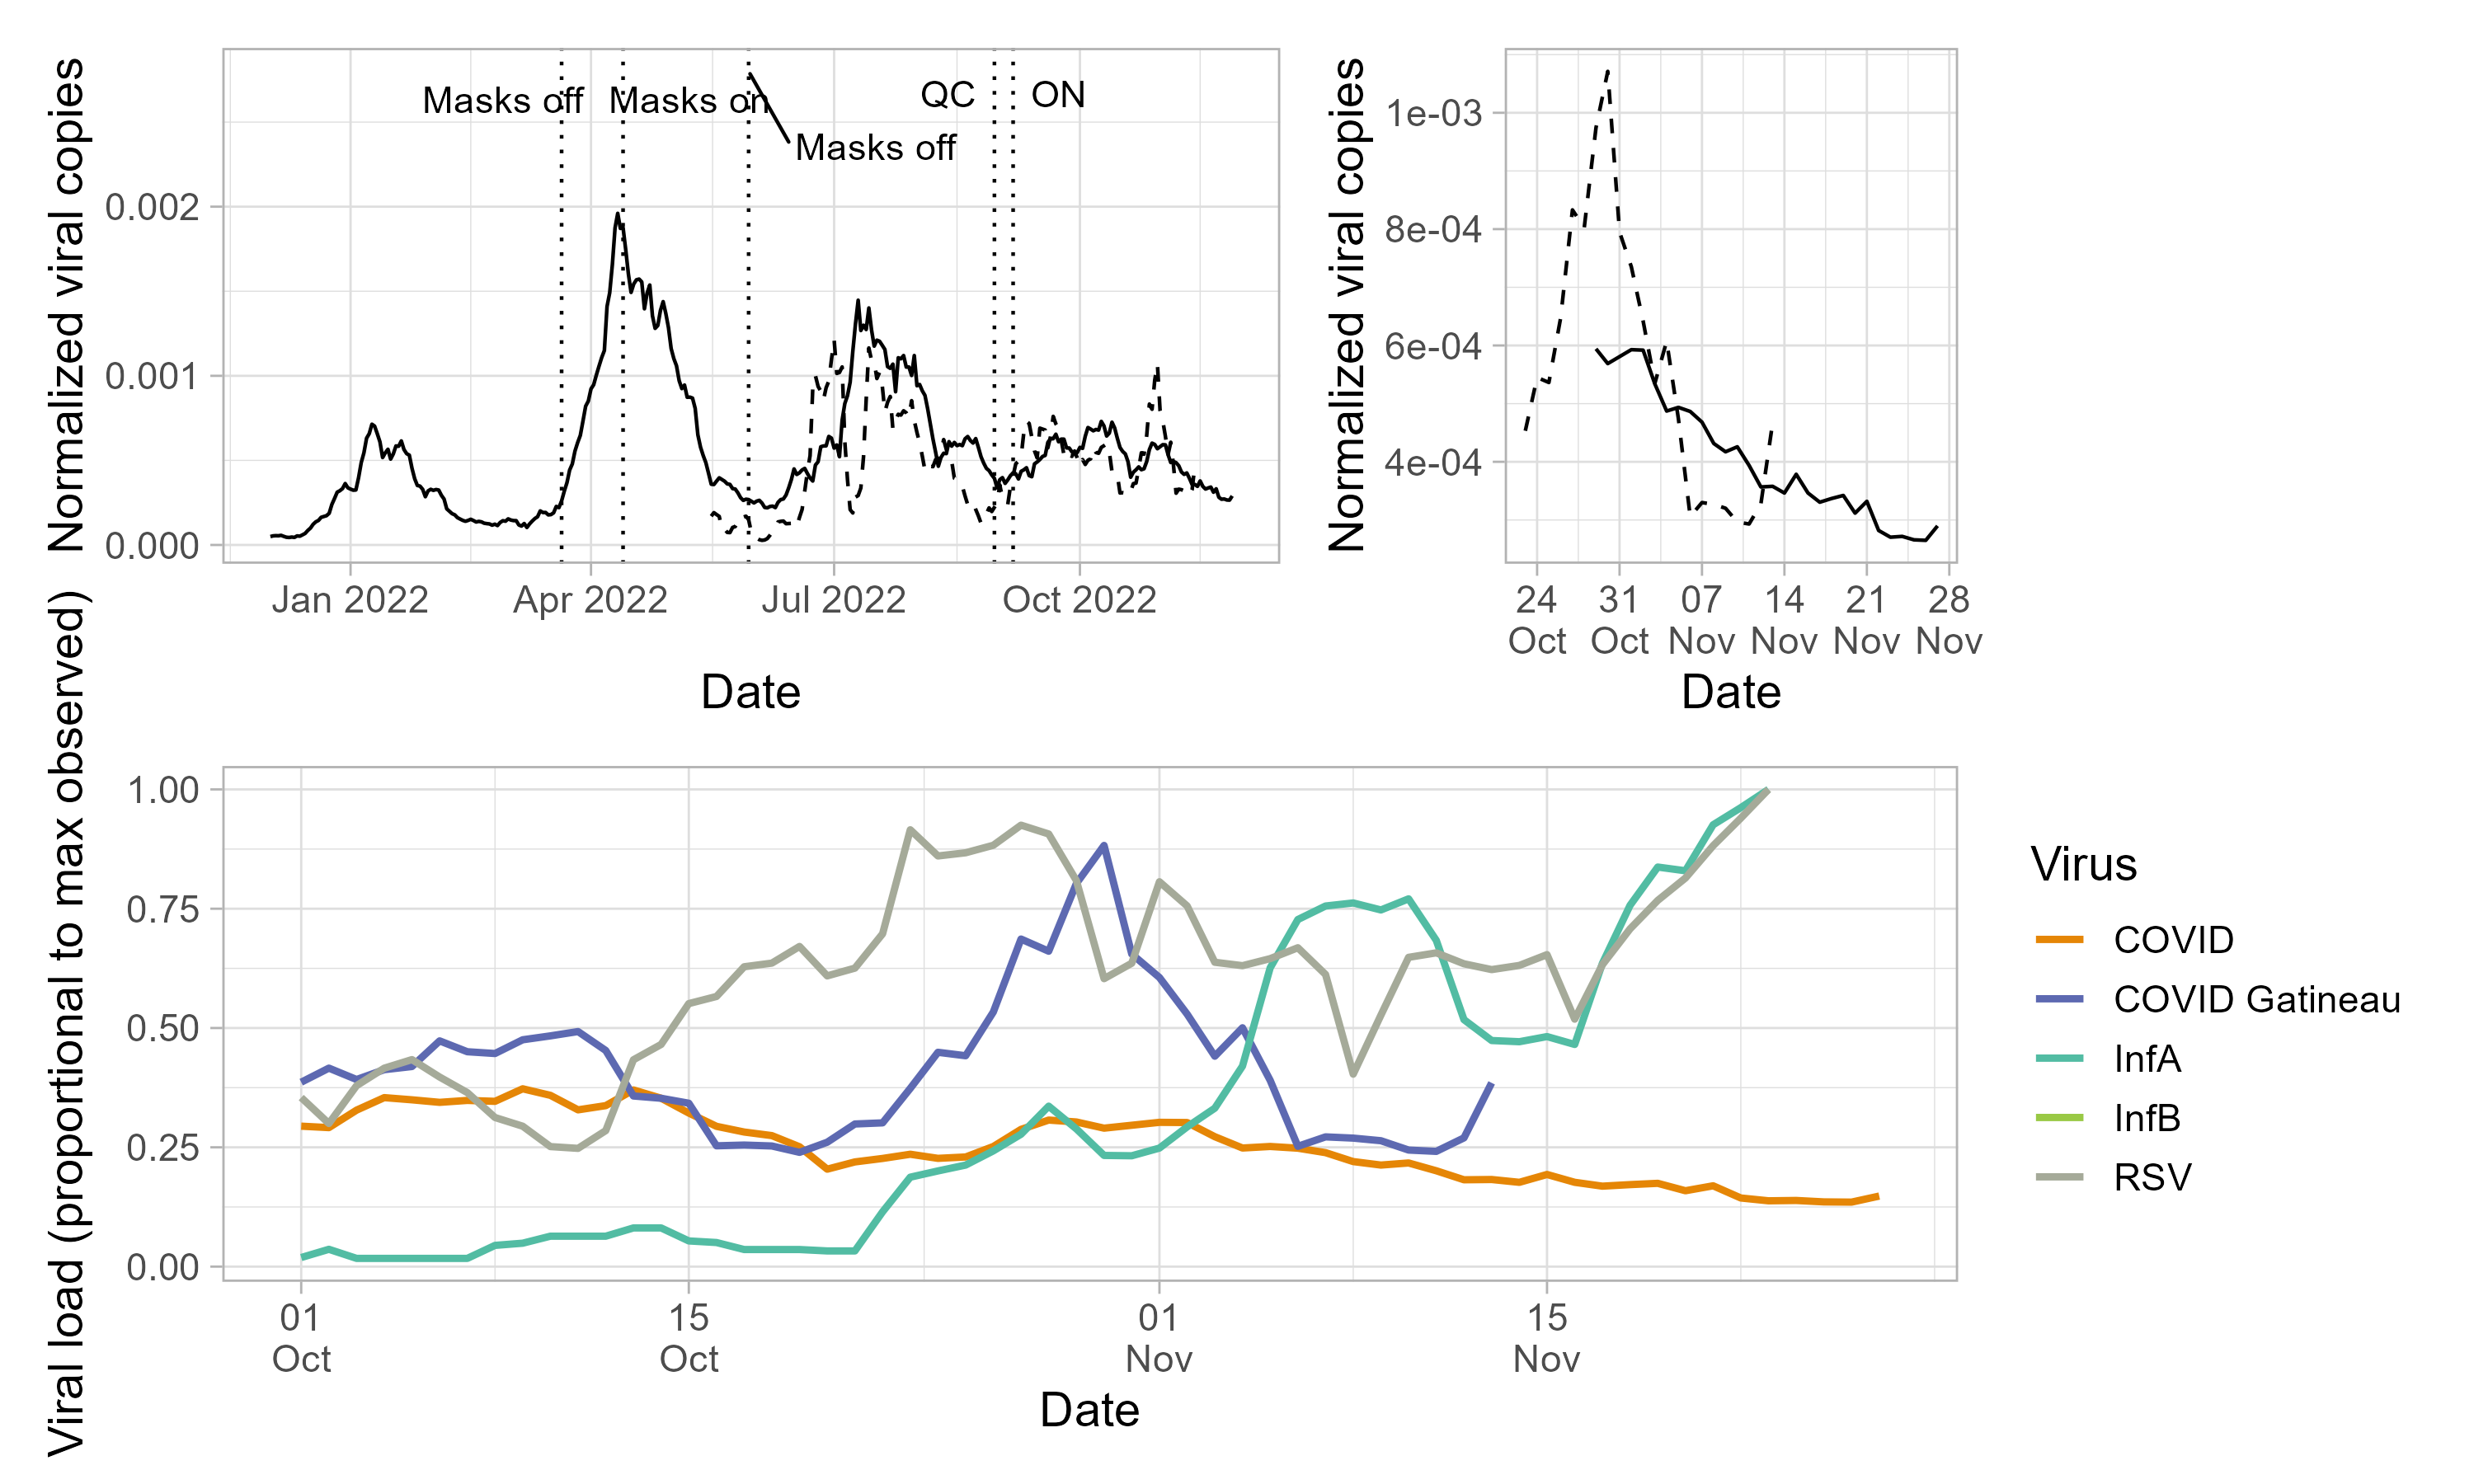 Normalized viral copies
0.002
0.001
0.000
Masks off
Masks on
Masks off
QC
ON
Jan 2022
Apr 2022
Jul 2022
Oct 2022
Date
Normalized viral copies
1e-03
8e-04
6e-04
4e-04
24
Oct
31
Oct
07
Nov
14
Nov
21
Nov
28
Nov
Date
Viral load (proportional to max observed)
1.00
0.75
0.50
0.25
0.00
01
Oct
15
Oct
01
Nov
15
Nov
Date
Virus
COVID
COVID Gatineau
InfA
InfB
RSV